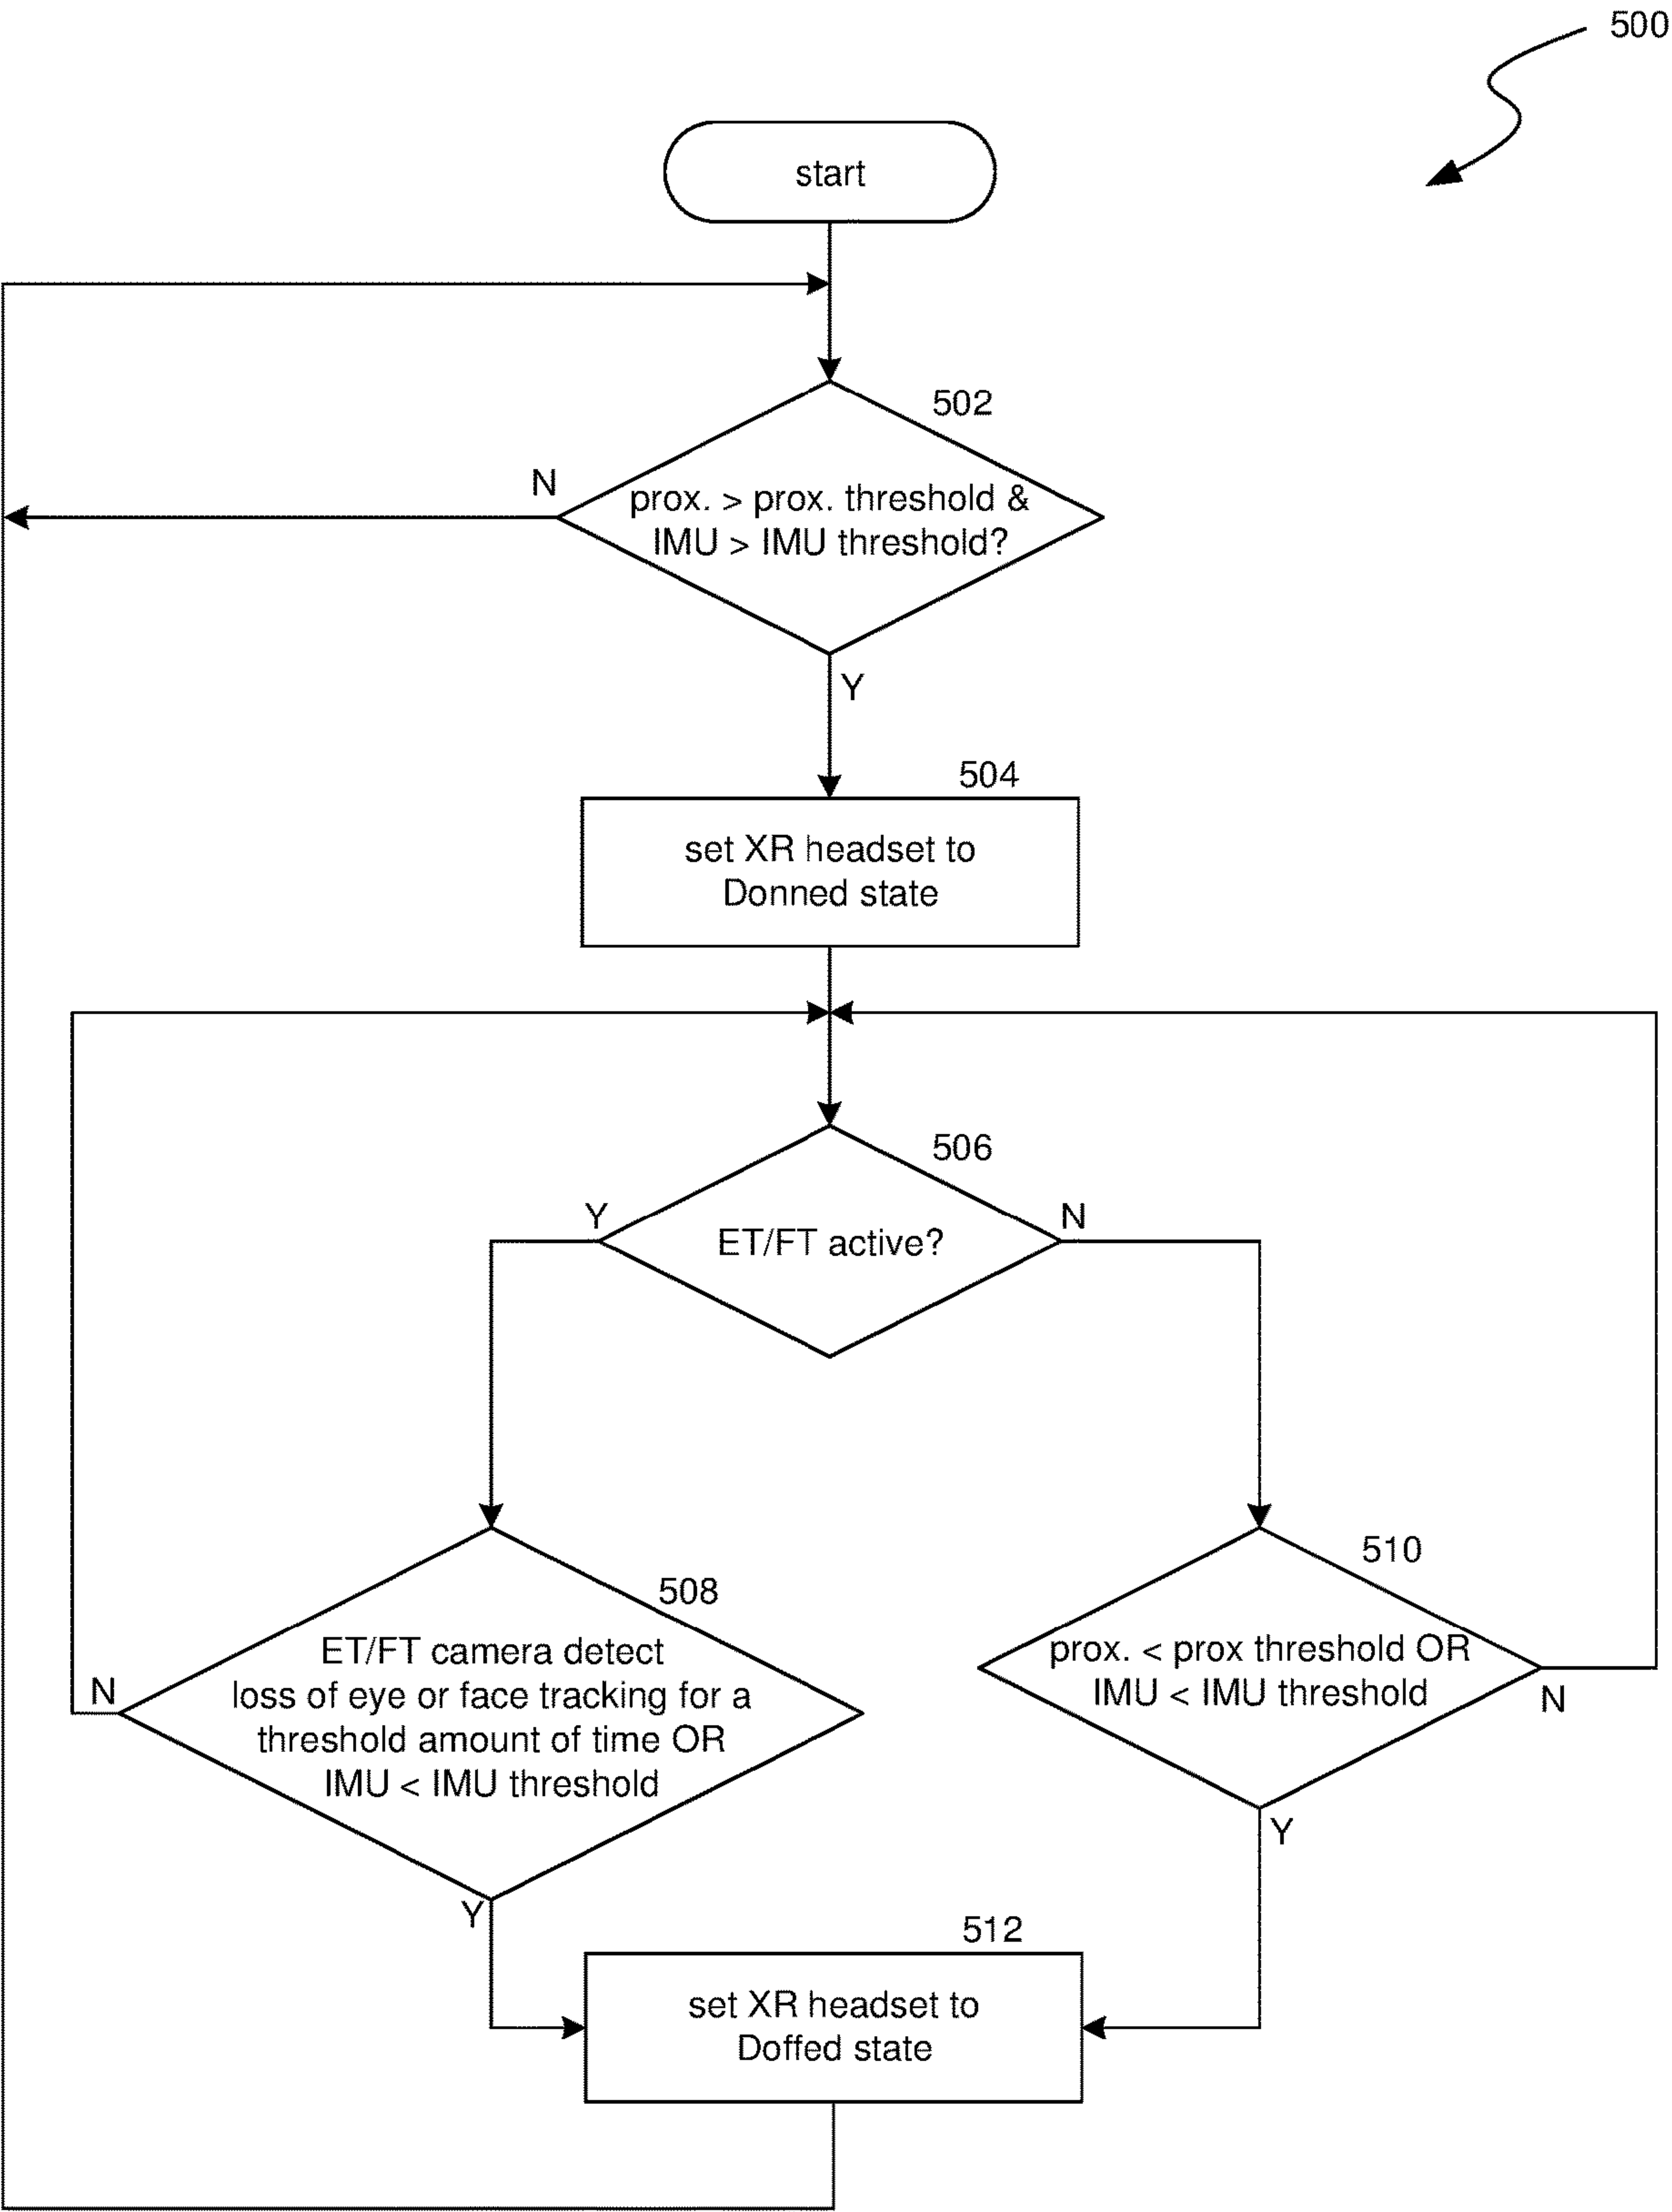 500
start
502
N
prox. > prox. threshold &
IMU > IMU threshold?
Y
504
set XR headset to
Donned state
506
Y
N
ET/FT active?
508
ET/FT camera detect
loss of eye or face tracking for a
threshold amount of time OR
IMU < IMU threshold
N
Y
510
prox. < prox threshold OR
IMU < IMU threshold
N
Y
512
set XR headset to
Doffed state